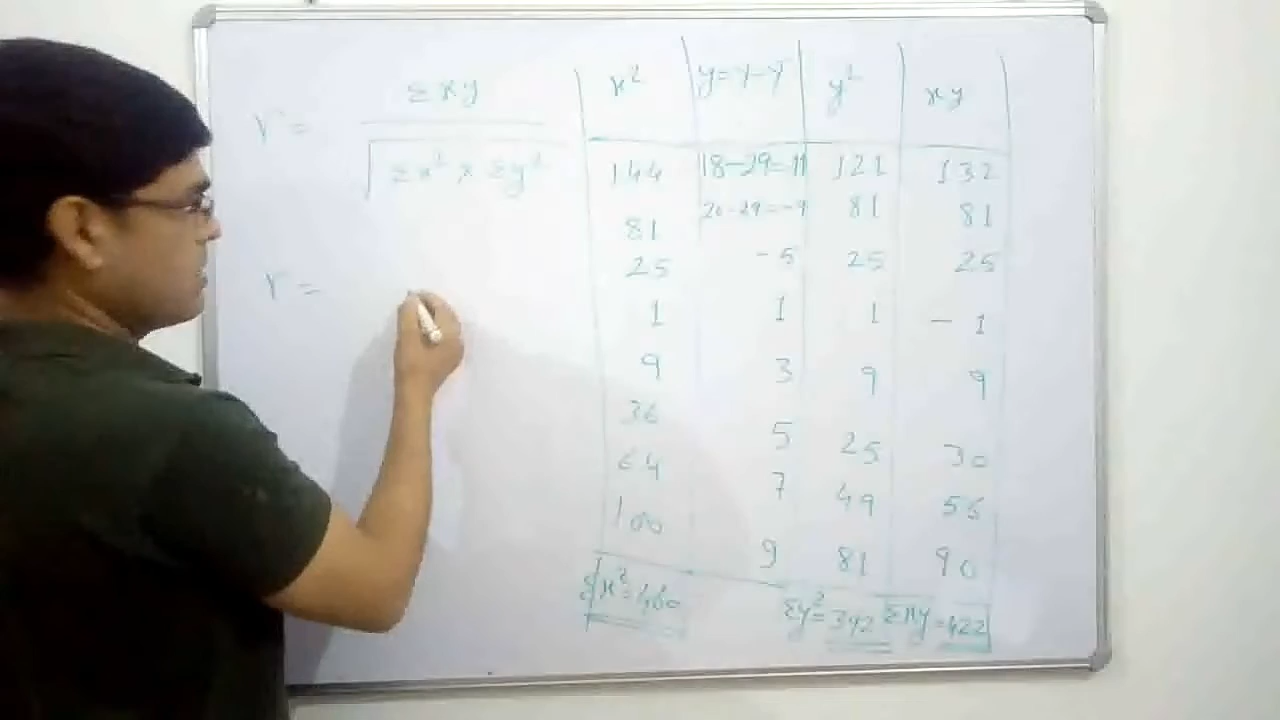 r = Σxy / √Σx² × Σy²
r =
x² | y = Y - Ȳ | y² | xy
144 | 18-29=-11 | 121 | 132
81 | 20-29=-9 | 81 | 81
25 | -5 | 25 | 25
1 | 1 | 1 | -1
9 | 3 | 9 | 9
36 | 5 | 25 | 30
64 | 7 | 49 | 56
100 | 9 | 81 | 90
Σx²=460 | Σy²=392 | Σxy=422